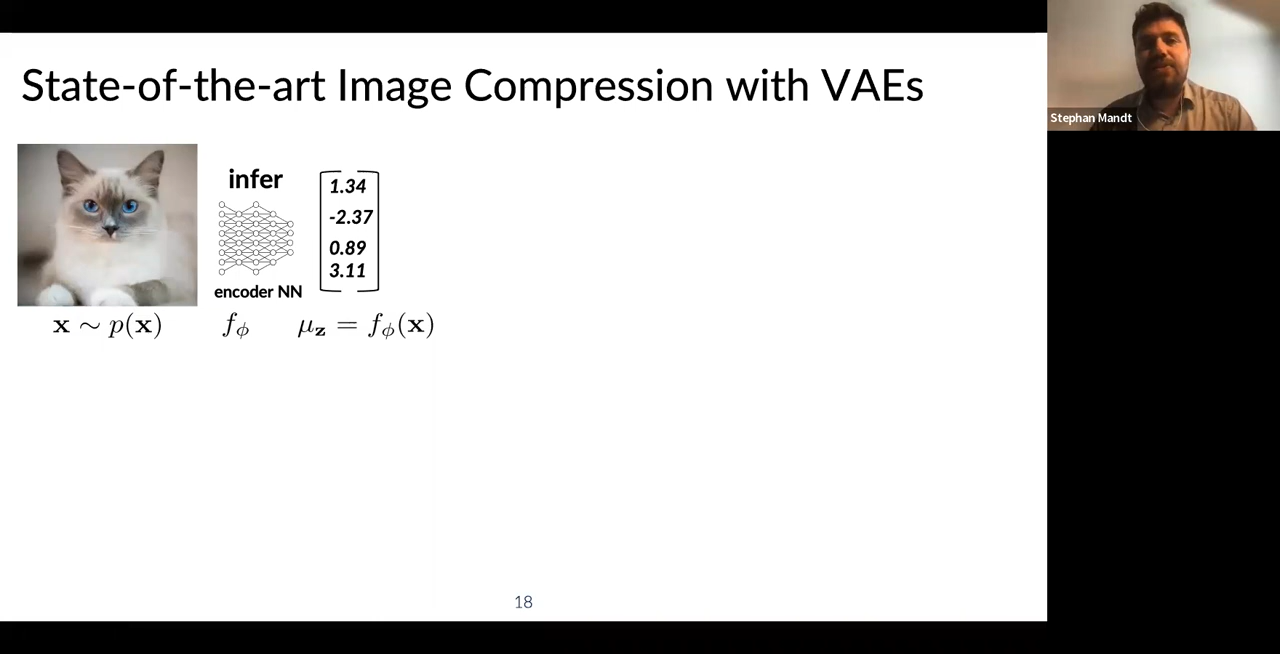 State-of-the-art Image Compression with VAEs
Stephan Mandt
infer
1.34
-2.37
0.89
3.11
encoder NN
x ∼ p(x)
f_ϕ
μ_z = f_ϕ(x)
18